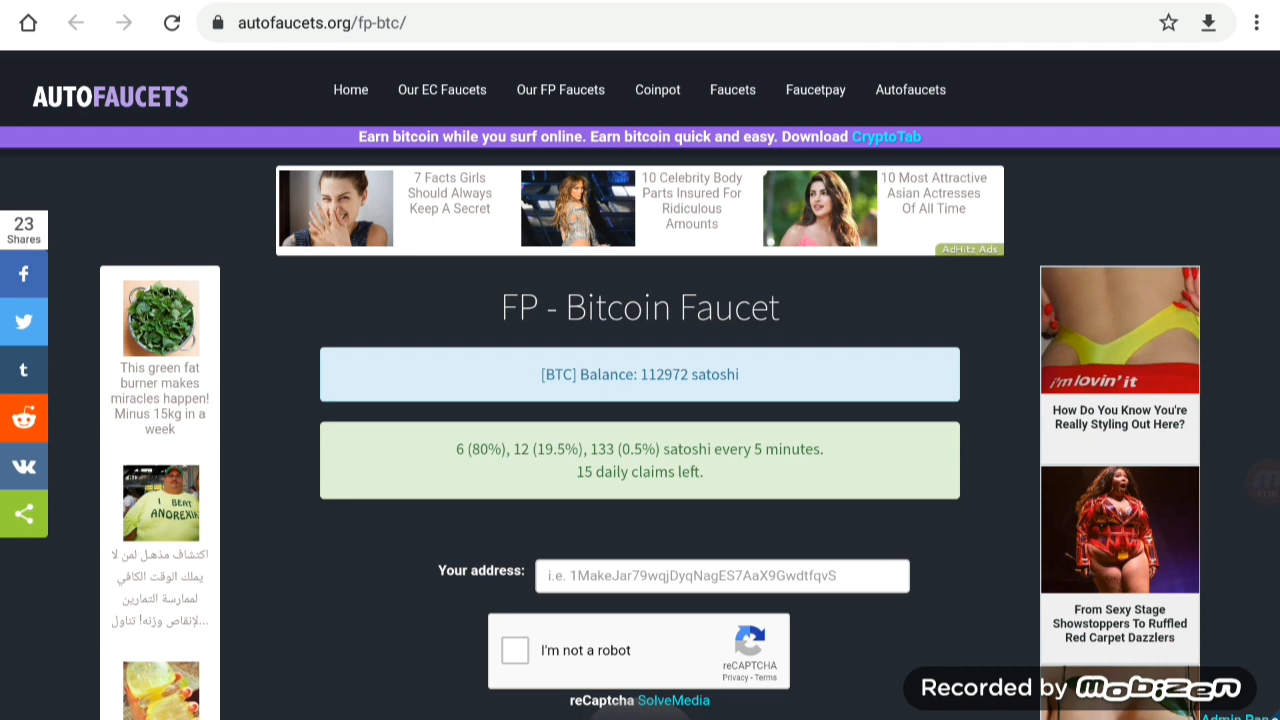 autofaucets.org/fp-btc/
AUTOFAUCETS
Home
Our EC Faucets
Our FP Faucets
Coinpot
Faucets
Faucetpay
Autofaucets
Earn bitcoin while you surf online. Earn bitcoin quick and easy. Download CryptoTab
7 Facts Girls
Should Always
Keep A Secret
10 Celebrity Body
Parts Insured For
Ridiculous
Amounts
10 Most Attractive
Asian Actresses
Of All Time
AdHitz Ads
23
Shares
This green fat
burner makes
miracles happen!
Minus 15kg in a
week
I BEAT
اكتشاف مذهل لمن لا
يملك الوقت الكافي
لممارسة التمارين
لإنقاص وزنه! تناول...
FP - Bitcoin Faucet
[BTC] Balance: 112972 satoshi
6 (80%), 12 (19.5%), 133 (0.5%) satoshi every 5 minutes.
15 daily claims left.
Your address:
i.e. 1MakeJar79wqjDyqNagES7AaX9GwdtfqvS
I'm not a robot
reCAPTCHA
Privacy - Terms
reCaptcha SolveMedia
i'm lovin' it
How Do You Know You're
Really Styling Out Here?
From Sexy Stage
Showstoppers To Ruffled
Red Carpet Dazzlers
Recorded by mobizen